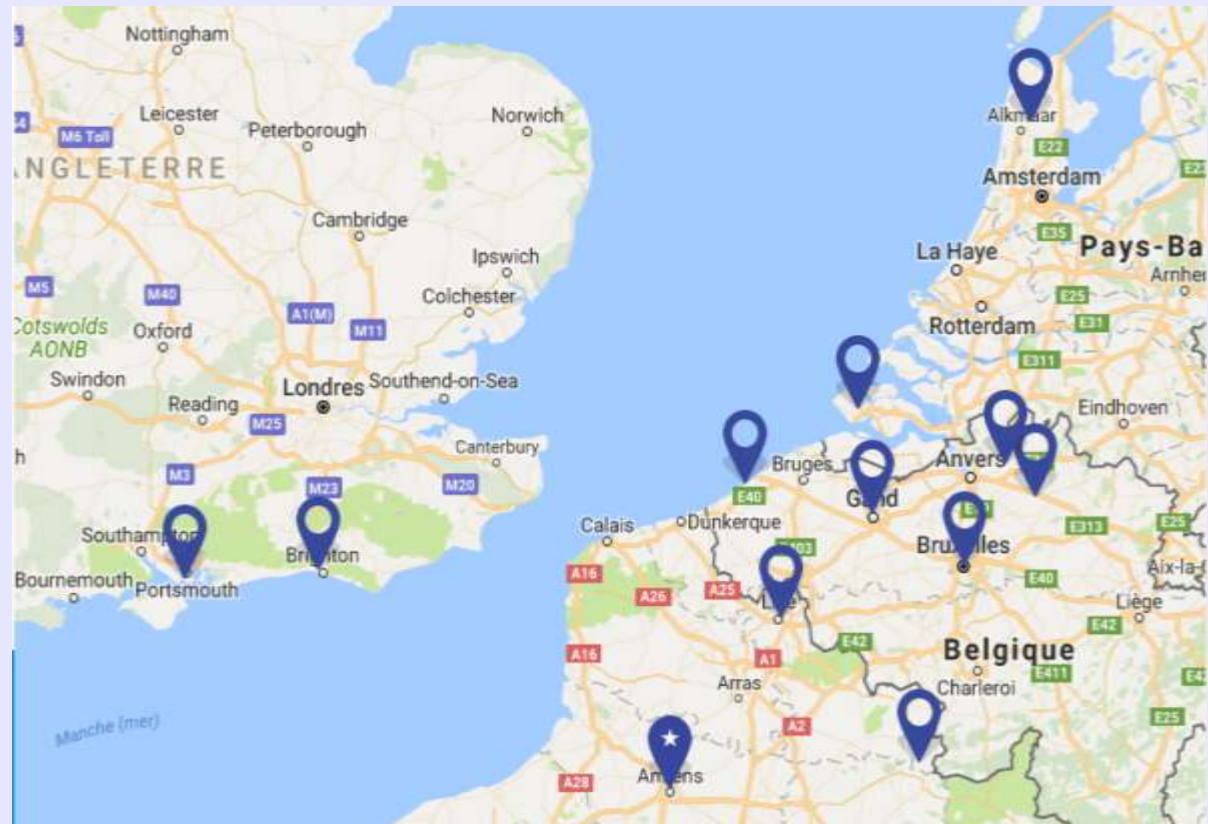 Nottingham
Leicester
Norwich
M6 Toll
Peterborough
NGLETERRE
Alkmaar
E22
Amsterdam
Cambridge
E35
La Haye
Pays-Ba
Ipswich
Arnhe
M5
M40
Colchester
E25
A1(M)
M11
Rotterdam
E31
Cotswolds
AONB
Oxford
E311
Swindon
Londres
Southend-on-Sea
Reading
Eindhoven
M25
Canterbury
Anvers
Bruges
M3
M23
M20
E40
Gand
Calais
Dunkerque
E313
E25
Southampton
Brighton
Bruxelles
Aix-la-
A16
A25
E40
Bournemouth
Portsmouth
A26
Lille
Liège
E42
E42
A16
A1
Belgique
E411
Arras
Charleroi
A2
E25
Manche (mer)
Amiens
A28